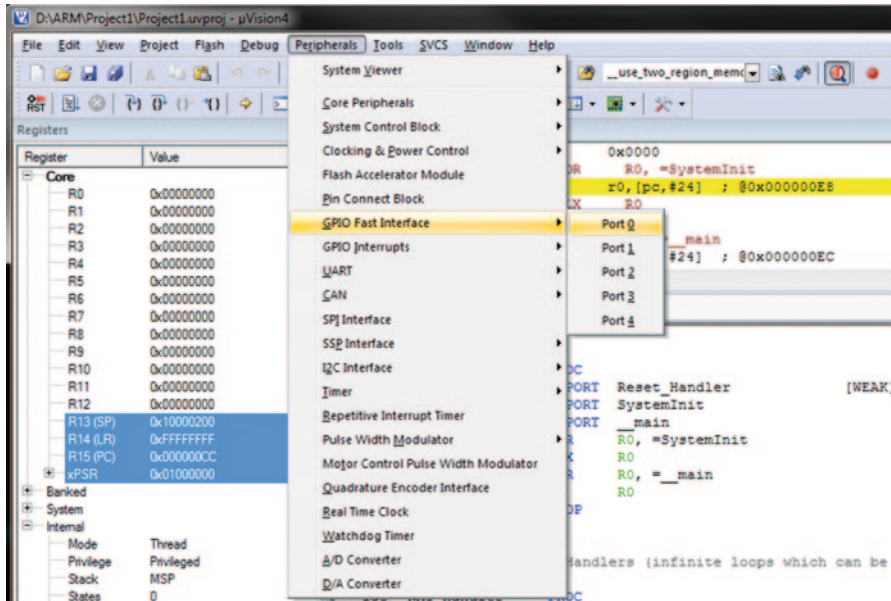 D:\ARM\Project1\Project1.uvproj - µVision4
File Edit View Project Flash Debug Peripherals Tools SVCS Window Help
__use_two_region_memc
RST
Registers
Register Value
Core
R0 0x00000000
R1 0x00000000
R2 0x00000000
R3 0x00000000
R4 0x00000000
R5 0x00000000
R6 0x00000000
R7 0x00000000
R8 0x00000000
R9 0x00000000
R10 0x00000000
R11 0x00000000
R12 0x00000000
R13 (SP) 0x10000200
R14 (LR) 0xFFFFFFFF
R15 (PC) 0x000000CC
xPSR 0x01000000
Banked
System
Internal
Mode Thread
Privilege Privileged
Stack MSP
States 0
System Viewer
Core Peripherals
System Control Block
Clocking & Power Control
Flash Accelerator Module
Pin Connect Block
GPIO Fast Interface
GPIO Interrupts
UART
CAN
SPI Interface
SSP Interface
I2C Interface
Timer
Repetitive Interrupt Timer
Pulse Width Modulator
Motor Control Pulse Width Modulator
Quadrature Encoder Interface
Real Time Clock
Watchdog Timer
A/D Converter
D/A Converter
Port 0
Port 1
Port 2
Port 3
Port 4
0x0000
DR R0, =SystemInit
r0,[pc,#24] ; @0x000000E8
LX R0
__main
#24] ; @0x000000EC
OC
PORT Reset_Handler [WEAK]
PORT SystemInit
PORT __main
R R0, =SystemInit
X R0
R R0, =__main
R0
DP
Handlers (infinite loops which can be